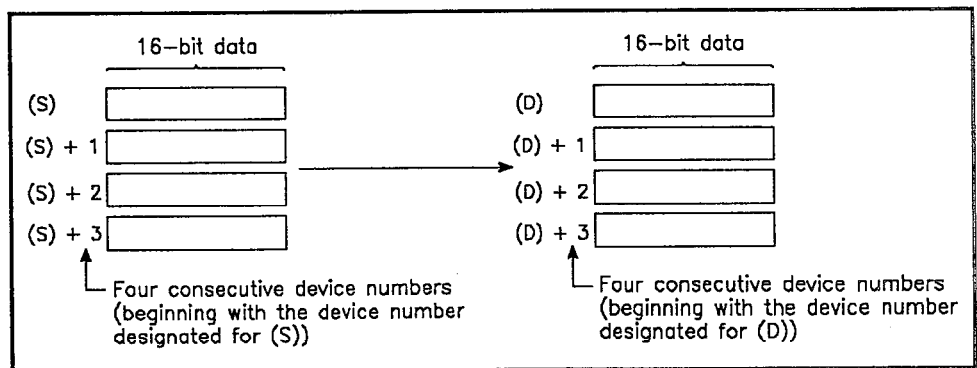 16-bit data
16-bit data
(S)
(D)
(S) + 1
(D) + 1
(S) + 2
(D) + 2
(S) + 3
(D) + 3
Four consecutive device numbers
(beginning with the device number
designated for (S))
Four consecutive device numbers
(beginning with the device number
designated for (D))